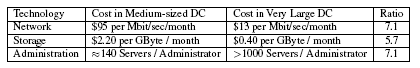 Technology Cost in Medium-sized DC Cost in Very Large DC Ratio
Network $95 per Mbit/sec/month $13 per Mbit/sec/month 7.1
Storage $2.20 per GByte / month $0.40 per GByte / month 5.7
Administration ≈140 Servers / Administrator >1000 Servers / Administrator 7.1